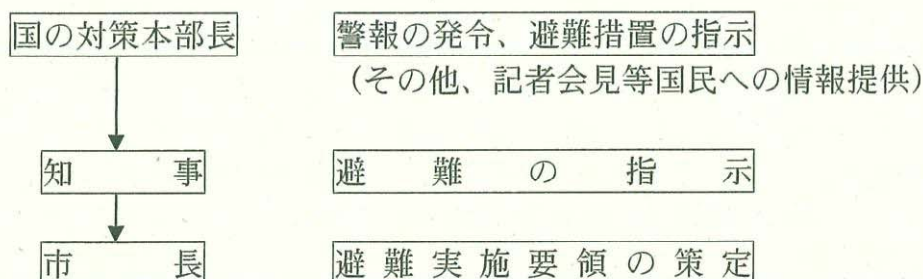 国の対策本部長 警報の発令、避難措置の指示
(その他、記者会見等国民への情報提供)
知事 避難の指示
市長 避難実施要領の策定